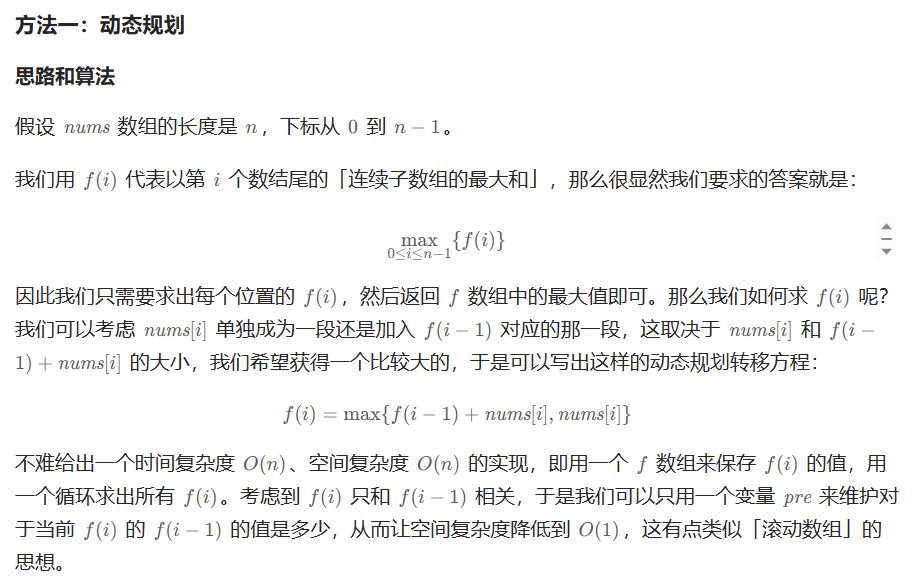 方法一：动态规划
思路和算法
假设 nums 数组的长度是 n，下标从 0 到 n − 1。
我们用 f(i) 代表以第 i 个数结尾的「连续子数组的最大和」，那么很显然我们要求的答案就是：
max {f(i)}
0≤i≤n−1
因此我们只需要求出每个位置的 f(i)，然后返回 f 数组中的最大值即可。那么我们如何求 f(i) 呢？
我们可以考虑 nums[i] 单独成为一段还是加入 f(i − 1) 对应的那一段，这取决于 nums[i] 和 f(i −
1) + nums[i] 的大小，我们希望获得一个比较大的，于是可以写出这样的动态规划转移方程：
f(i) = max{f(i − 1) + nums[i], nums[i]}
不难给出一个时间复杂度 O(n)、空间复杂度 O(n) 的实现，即用一个 f 数组来保存 f(i) 的值，用
一个循环求出所有 f(i)。考虑到 f(i) 只和 f(i − 1) 相关，于是我们可以只用一个变量 pre 来维护对
于当前 f(i) 的 f(i − 1) 的值是多少，从而让空间复杂度降低到 O(1)，这有点类似「滚动数组」的
思想。